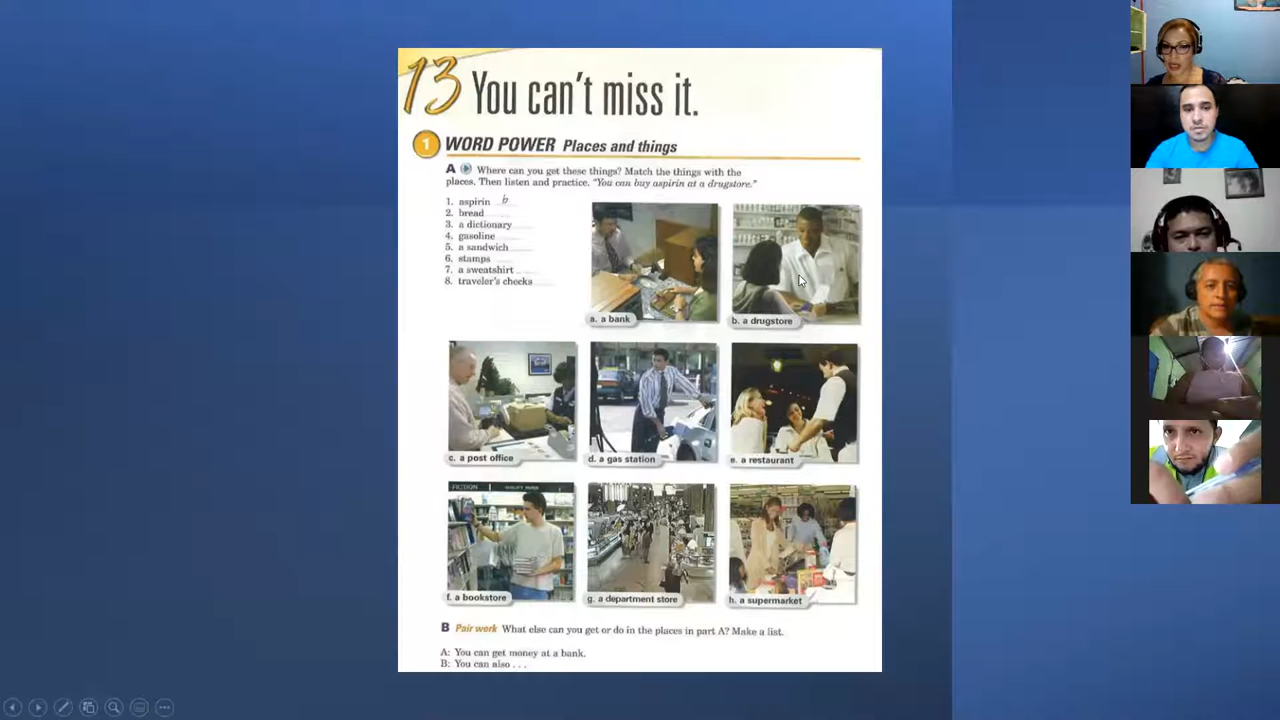 13 You can't miss it.
1 WORD POWER Places and things
A Where can you get these things? Match the things with the
places. Then listen and practice. "You can buy aspirin at a drugstore."
1. aspirin b
2. bread
3. a dictionary
4. gasoline
5. a sandwich
6. stamps
7. a sweatshirt
8. traveler's checks
a. a bank
b. a drugstore
c. a post office
d. a gas station
e. a restaurant
FICTION
f. a bookstore
g. a department store
h. a supermarket
B Pair work What else can you get or do in the places in part A? Make a list.
A: You can get money at a bank.
B: You can also . . .